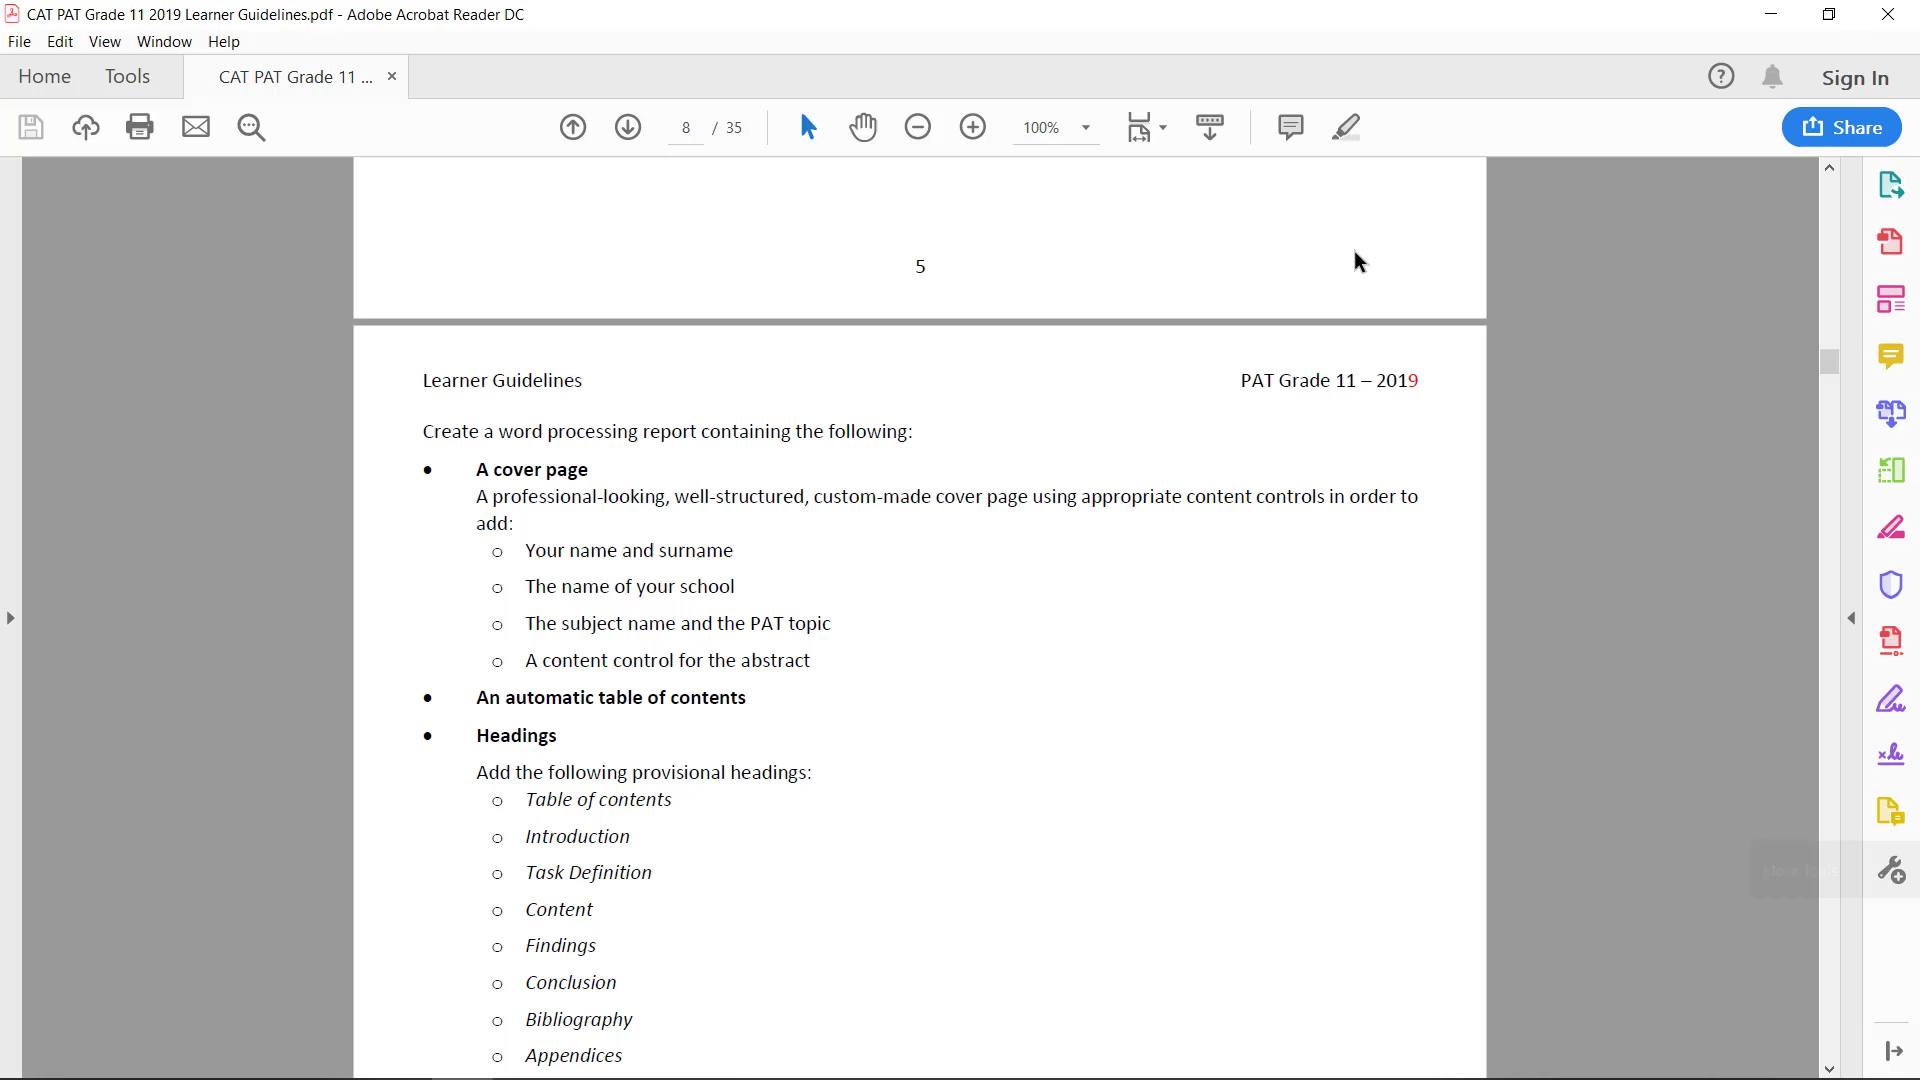 CAT PAT Grade 11 2019 Learner Guidelines.pdf - Adobe Acrobat Reader DC
File Edit View Window Help
Home Tools CAT PAT Grade 11 ... × Sign In
8 / 35 100% Share
5
Learner Guidelines PAT Grade 11 – 2019
Create a word processing report containing the following:
• A cover page
A professional-looking, well-structured, custom-made cover page using appropriate content controls in order to
add:
o Your name and surname
o The name of your school
o The subject name and the PAT topic
o A content control for the abstract
• An automatic table of contents
• Headings
Add the following provisional headings:
o Table of contents
o Introduction
o Task Definition
o Content
o Findings
o Conclusion
o Bibliography
o Appendices